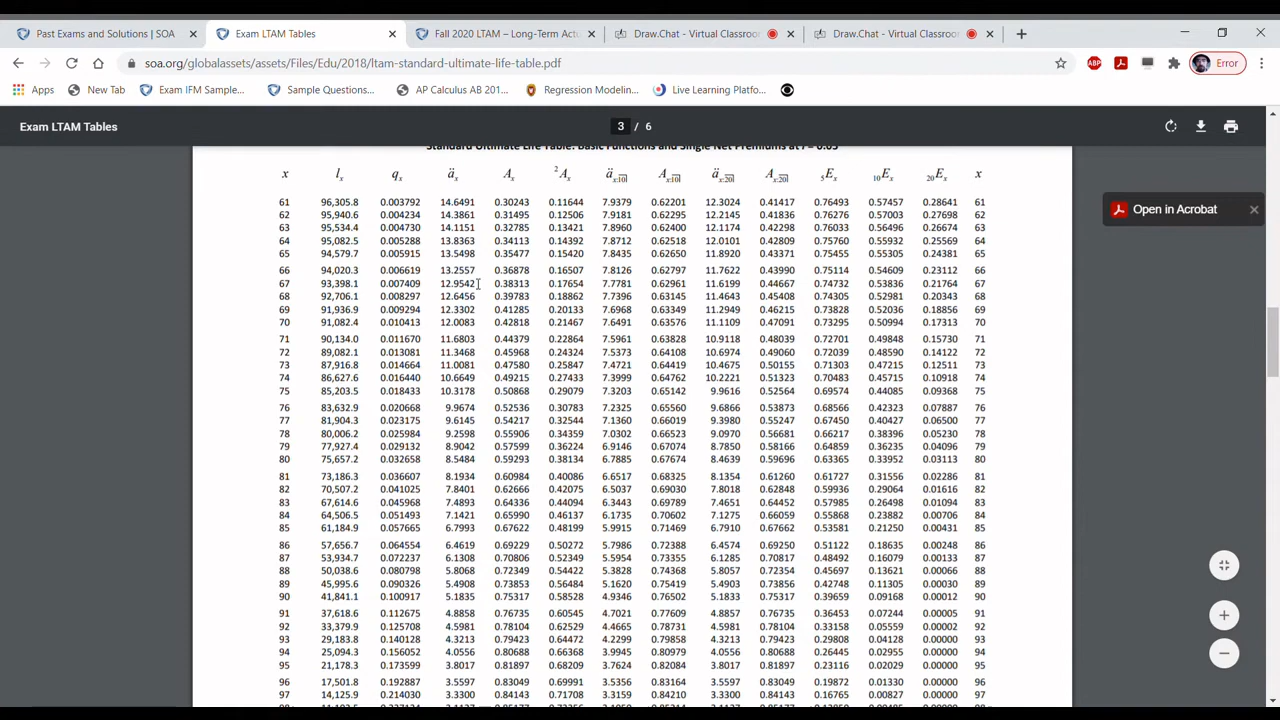 Past Exams and Solutions | SOA
Exam LTAM Tables
Fall 2020 LTAM – Long-Term Actu
Draw.Chat - Virtual Classroo
Draw.Chat - Virtual Classroo
soa.org/globalassets/assets/Files/Edu/2018/ltam-standard-ultimate-life-table.pdf
ABP
Error
Apps New Tab Exam IFM Sample... Sample Questions... AP Calculus AB 201... Regression Modelin... Live Learning Platfo...
Exam LTAM Tables 3 / 6
Open in Acrobat
Standard Ultimate Life Table: Basic Functions and Single Net Premiums at i = 0.05
x l_x q_x ä_x A_x ²A_x ä_x:10 A_x:10 ä_x:20 A_x:20 ₅E_x ₁₀E_x ₂₀E_x x
61 96,305.8 0.003792 14.6491 0.30243 0.11644 7.9379 0.62201 12.3024 0.41417 0.76493 0.57457 0.28641 61
62 95,940.6 0.004234 14.3861 0.31495 0.12506 7.9181 0.62295 12.2145 0.41836 0.76276 0.57003 0.27698 62
63 95,534.4 0.004730 14.1151 0.32785 0.13421 7.8960 0.62400 12.1174 0.42298 0.76033 0.56496 0.26674 63
64 95,082.5 0.005288 13.8363 0.34113 0.14392 7.8712 0.62518 12.0101 0.42809 0.75760 0.55932 0.25569 64
65 94,579.7 0.005915 13.5498 0.35477 0.15420 7.8435 0.62650 11.8920 0.43371 0.75455 0.55305 0.24381 65
66 94,020.3 0.006619 13.2557 0.36878 0.16507 7.8126 0.62797 11.7622 0.43990 0.75114 0.54609 0.23112 66
67 93,398.1 0.007409 12.9542 0.38313 0.17654 7.7781 0.62961 11.6199 0.44667 0.74732 0.53836 0.21764 67
68 92,706.1 0.008297 12.6456 0.39783 0.18862 7.7396 0.63145 11.4643 0.45408 0.74305 0.52981 0.20343 68
69 91,936.9 0.009294 12.3302 0.41285 0.20133 7.6968 0.63349 11.2949 0.46215 0.73828 0.52036 0.18856 69
70 91,082.4 0.010413 12.0083 0.42818 0.21467 7.6491 0.63576 11.1109 0.47091 0.73295 0.50994 0.17313 70
71 90,134.0 0.011670 11.6803 0.44379 0.22864 7.5961 0.63828 10.9118 0.48039 0.72701 0.49848 0.15730 71
72 89,082.1 0.013081 11.3468 0.45968 0.24324 7.5373 0.64108 10.6974 0.49060 0.72039 0.48590 0.14122 72
73 87,916.8 0.014664 11.0081 0.47580 0.25847 7.4721 0.64419 10.4675 0.50155 0.71303 0.47215 0.12511 73
74 86,627.6 0.016440 10.6649 0.49215 0.27433 7.3999 0.64762 10.2221 0.51323 0.70483 0.45715 0.10918 74
75 85,203.5 0.018433 10.3178 0.50868 0.29079 7.3203 0.65142 9.9616 0.52564 0.69574 0.44085 0.09368 75
76 83,632.9 0.020668 9.9674 0.52536 0.30783 7.2325 0.65560 9.6866 0.53873 0.68566 0.42323 0.07887 76
77 81,904.3 0.023175 9.6145 0.54217 0.32544 7.1360 0.66019 9.3980 0.55247 0.67450 0.40427 0.06500 77
78 80,006.2 0.025984 9.2598 0.55906 0.34359 7.0302 0.66523 9.0970 0.56681 0.66217 0.38396 0.05230 78
79 77,927.4 0.029132 8.9042 0.57599 0.36224 6.9146 0.67074 8.7850 0.58166 0.64859 0.36235 0.04096 79
80 75,657.2 0.032658 8.5484 0.59293 0.38134 6.7885 0.67674 8.4639 0.59696 0.63365 0.33952 0.03113 80
81 73,186.3 0.036607 8.1934 0.60984 0.40086 6.6517 0.68325 8.1354 0.61260 0.61727 0.31556 0.02286 81
82 70,507.2 0.041025 7.8401 0.62666 0.42075 6.5037 0.69030 7.8018 0.62848 0.59936 0.29064 0.01616 82
83 67,614.6 0.045968 7.4893 0.64336 0.44094 6.3443 0.69789 7.4651 0.64452 0.57985 0.26498 0.01094 83
84 64,506.5 0.051493 7.1421 0.65990 0.46137 6.1735 0.70602 7.1275 0.66059 0.55868 0.23882 0.00706 84
85 61,184.9 0.057665 6.7993 0.67622 0.48199 5.9915 0.71469 6.7910 0.67662 0.53581 0.21250 0.00431 85
86 57,656.7 0.064554 6.4619 0.69229 0.50272 5.7986 0.72388 6.4574 0.69250 0.51122 0.18635 0.00248 86
87 53,934.7 0.072237 6.1308 0.70806 0.52349 5.5954 0.73355 6.1285 0.70817 0.48492 0.16079 0.00133 87
88 50,038.6 0.080798 5.8068 0.72349 0.54422 5.3828 0.74368 5.8072 0.72354 0.45697 0.13621 0.00066 88
89 45,995.6 0.090326 5.4908 0.73853 0.56484 5.1620 0.75419 5.4903 0.73856 0.42748 0.11305 0.00030 89
90 41,841.1 0.100917 5.1835 0.75317 0.58528 4.9346 0.76502 5.1833 0.75317 0.39659 0.09168 0.00012 90
91 37,618.6 0.112675 4.8858 0.76735 0.60545 4.7021 0.77609 4.8857 0.76735 0.36453 0.07244 0.00005 91
92 33,379.9 0.125708 4.5981 0.78104 0.62529 4.4665 0.78731 4.5981 0.78104 0.33158 0.05559 0.00002 92
93 29,183.8 0.140128 4.3213 0.79423 0.64472 4.2299 0.79858 4.3213 0.79423 0.29808 0.04128 0.00000 93
94 25,094.3 0.156052 4.0556 0.80688 0.66368 3.9945 0.80979 4.0556 0.80688 0.26445 0.02955 0.00000 94
95 21,178.3 0.173599 3.8017 0.81897 0.68209 3.7624 0.82084 3.8017 0.81897 0.23116 0.02029 0.00000 95
96 17,501.8 0.192887 3.5597 0.83049 0.69991 3.5356 0.83164 3.5597 0.83049 0.19872 0.01330 0.00000 96
97 14,125.9 0.214030 3.3300 0.84143 0.71708 3.3159 0.84210 3.3300 0.84143 0.16765 0.00827 0.00000 97